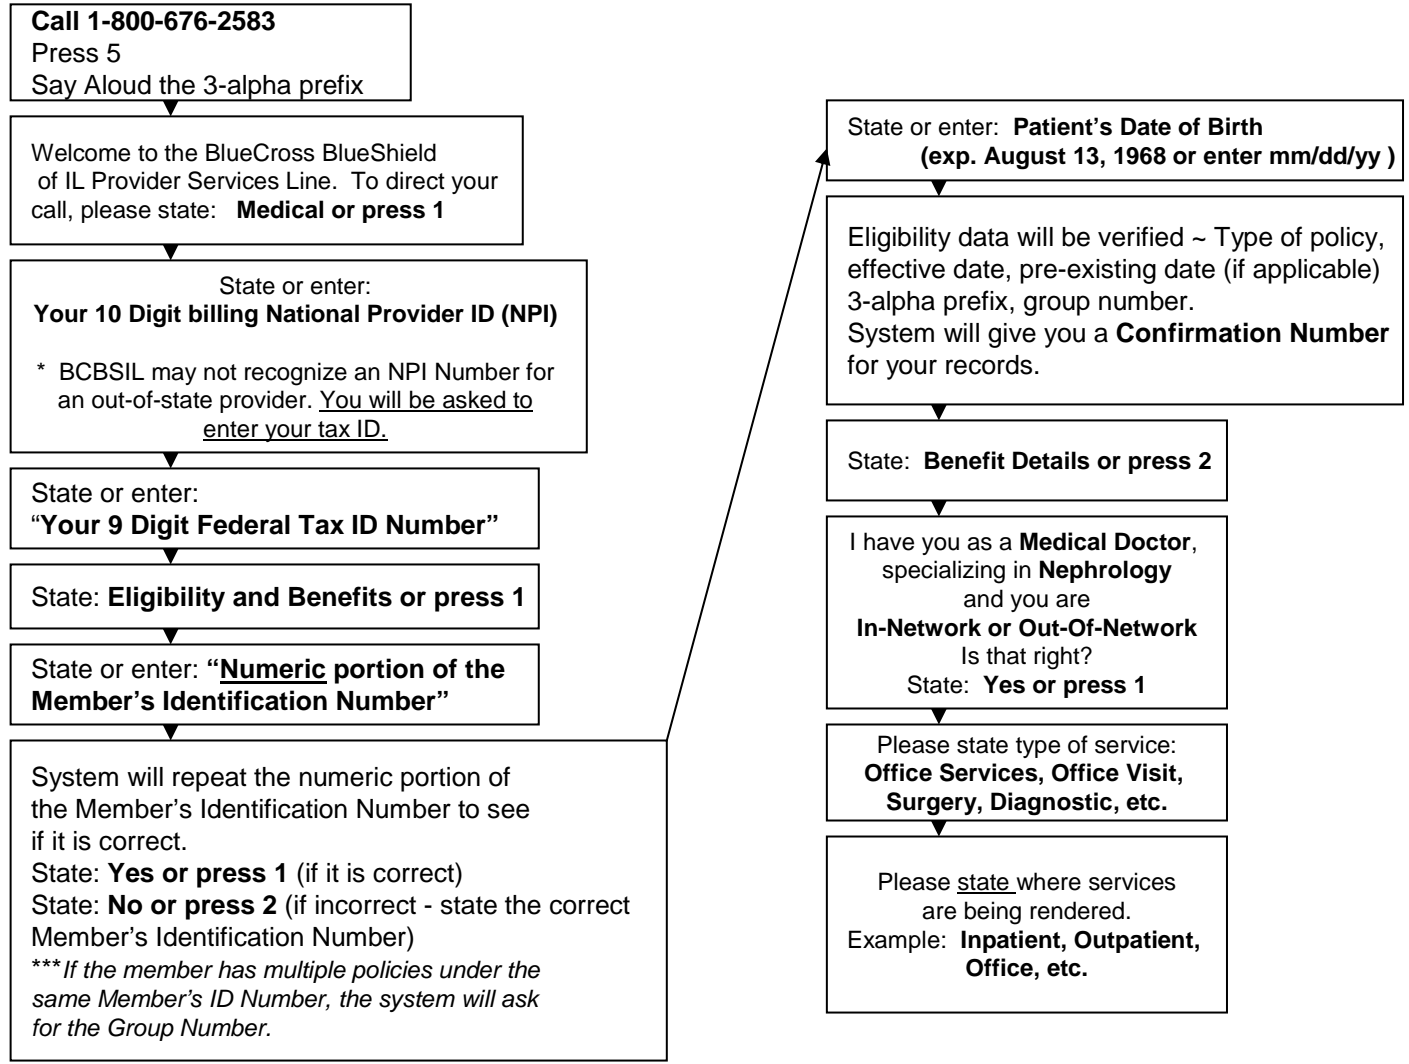 Call 1-800-676-2583
Press 5
Say Aloud the 3-alpha prefix
Welcome to the BlueCross BlueShield
of IL Provider Services Line. To direct your
call, please state: Medical or press 1
State or enter:
Your 10 Digit billing National Provider ID (NPI)
* BCBSIL may not recognize an NPI Number for
an out-of-state provider. You will be asked to
enter your tax ID.
State or enter:
“Your 9 Digit Federal Tax ID Number”
State: Eligibility and Benefits or press 1
State or enter: “Numeric portion of the
Member’s Identification Number”
System will repeat the numeric portion of
the Member’s Identification Number to see
if it is correct.
State: Yes or press 1 (if it is correct)
State: No or press 2 (if incorrect - state the correct
Member’s Identification Number)
***If the member has multiple policies under the
same Member’s ID Number, the system will ask
for the Group Number.
State or enter: Patient’s Date of Birth
(exp. August 13, 1968 or enter mm/dd/yy )
Eligibility data will be verified ~ Type of policy,
effective date, pre-existing date (if applicable)
3-alpha prefix, group number.
System will give you a Confirmation Number
for your records.
State: Benefit Details or press 2
I have you as a Medical Doctor,
specializing in Nephrology
and you are
In-Network or Out-Of-Network
Is that right?
State: Yes or press 1
Please state type of service:
Office Services, Office Visit,
Surgery, Diagnostic, etc.
Please state where services
are being rendered.
Example: Inpatient, Outpatient,
Office, etc.